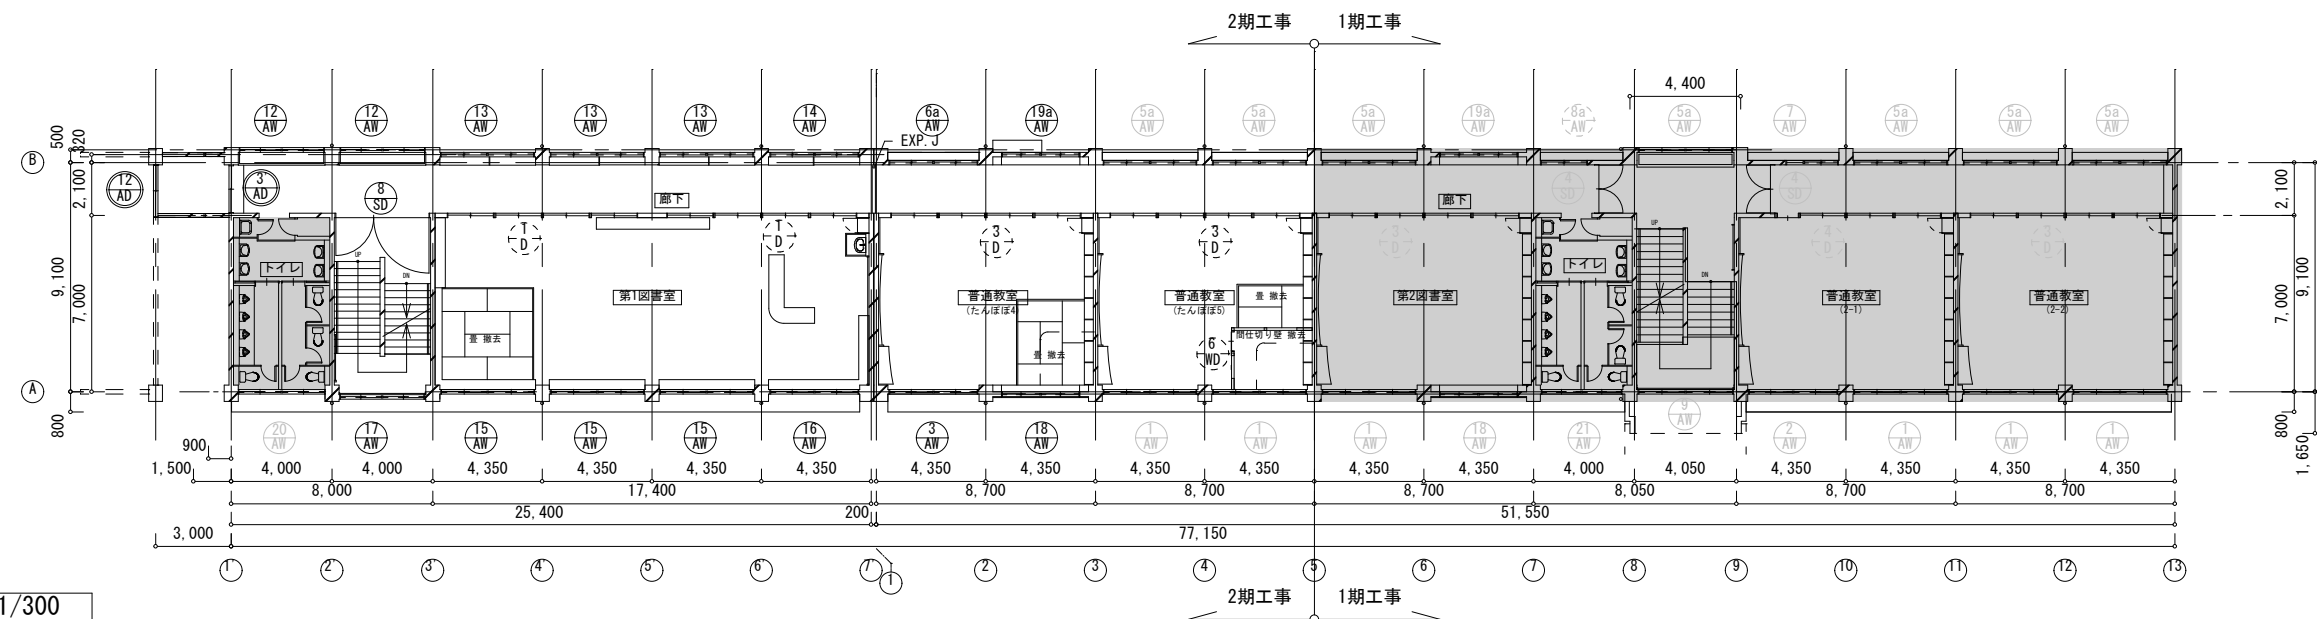 2期工事 1期工事
4,400
12 AW
12 AW
13 AW
13 AW
13 AW
14 AW
6a AW
19a AW
5a AW
5a AW
5a AW
19a AW
8a AW
5a AW
7 AW
5a AW
5a AW
5a AW
EXP.J
B
500
320
2,100
9,100
7,000
800
A
12 AD
3 AD
8 SD
廊下
T D
T D
3 D
3 D
廊下
3 D
4 SD
4 SD
4 D
3 D
UP
DN
UP
DN
トイレ
第1図書室
畳 撤去
普通教室
(たんぽぽ4)
畳 撤去
普通教室
(たんぽぽ5)
畳 撤去
間仕切り壁 撤去
6 WD
第2図書室
トイレ
普通教室
(2-1)
普通教室
(2-2)
2,100
9,100
7,000
800
1,650
20 AW
17 AW
15 AW
15 AW
15 AW
16 AW
3 AW
18 AW
1 AW
1 AW
1 AW
18 AW
21 AW
9 AW
2 AW
1 AW
1 AW
1 AW
900
1,500 4,000 4,000 4,350 4,350 4,350 4,350 4,350 4,350 4,350 4,350 4,350 4,350 4,000 4,050 4,350 4,350 4,350 4,350
8,000 17,400 8,700 8,700 8,700 8,050 8,700 8,700
25,400 200 51,550
3,000 77,150
1' 2' 3' 4' 5' 6' 7' 1 2 3 4 5 6 7 8 9 10 11 12 13
2期工事 1期工事
1/300